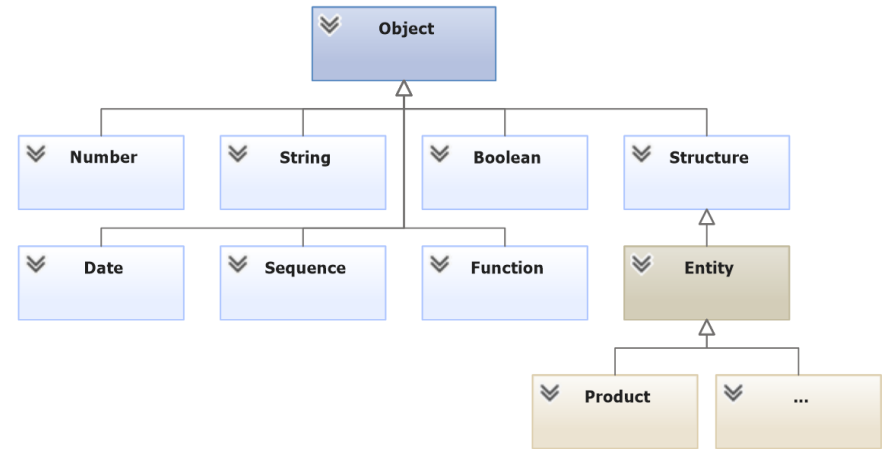 Object
Number
String
Boolean
Structure
Date
Sequence
Function
Entity
Product
...